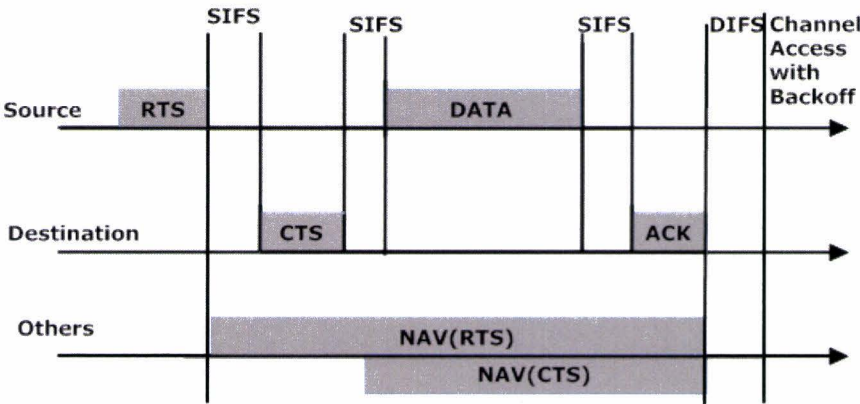 SIFS
SIFS
SIFS
DIFS
Channel
Access
with
Backoff
Source
RTS
DATA
Destination
CTS
ACK
Others
NAV(RTS)
NAV(CTS)